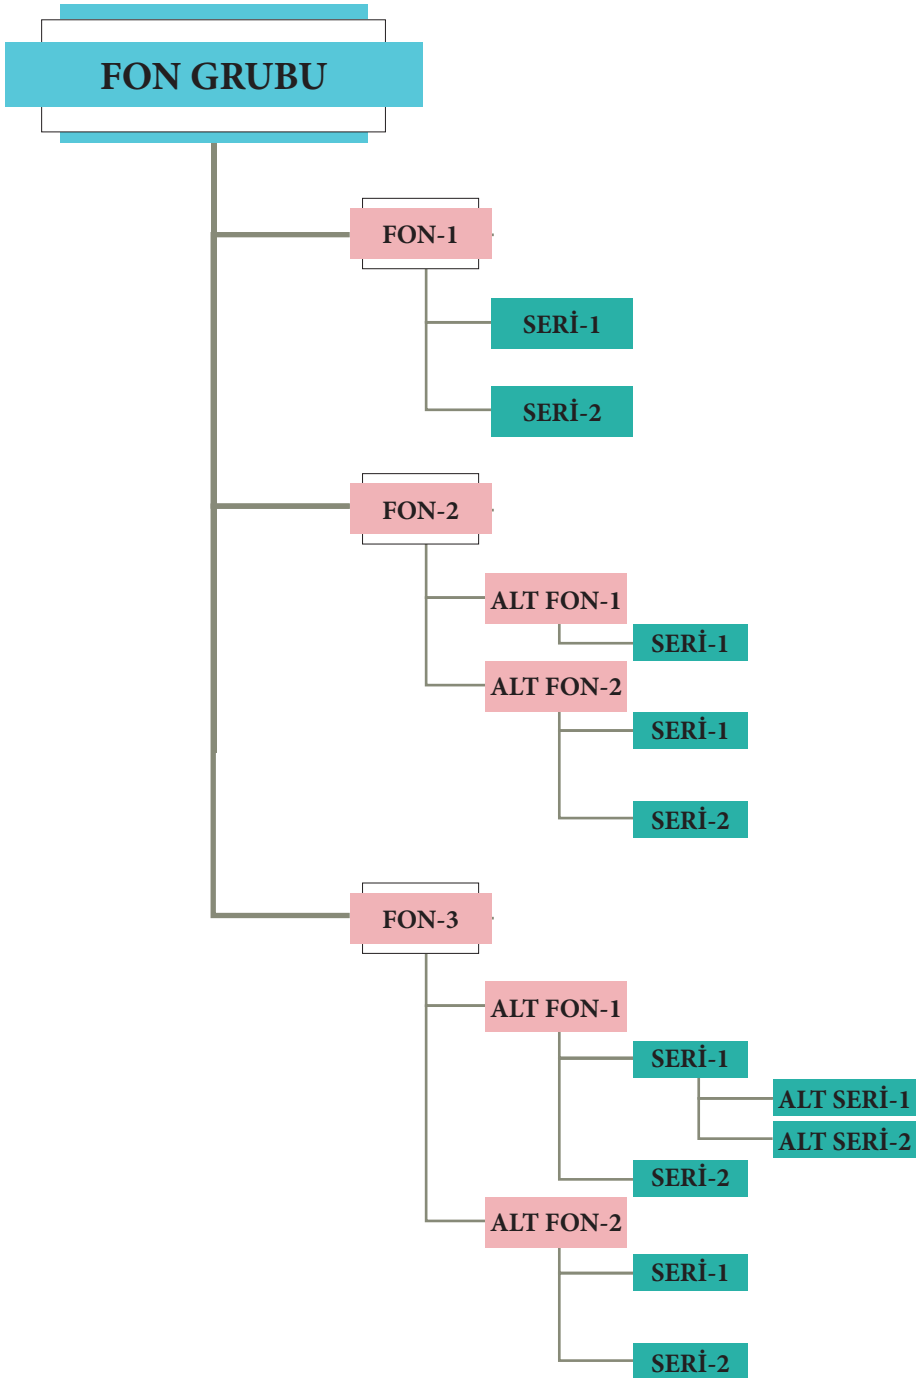 FON GRUBU
FON-1
SERİ-1
SERİ-2
FON-2
ALT FON-1
SERİ-1
ALT FON-2
SERİ-1
SERİ-2
FON-3
ALT FON-1
SERİ-1
ALT SERİ-1
ALT SERİ-2
SERİ-2
ALT FON-2
SERİ-1
SERİ-2